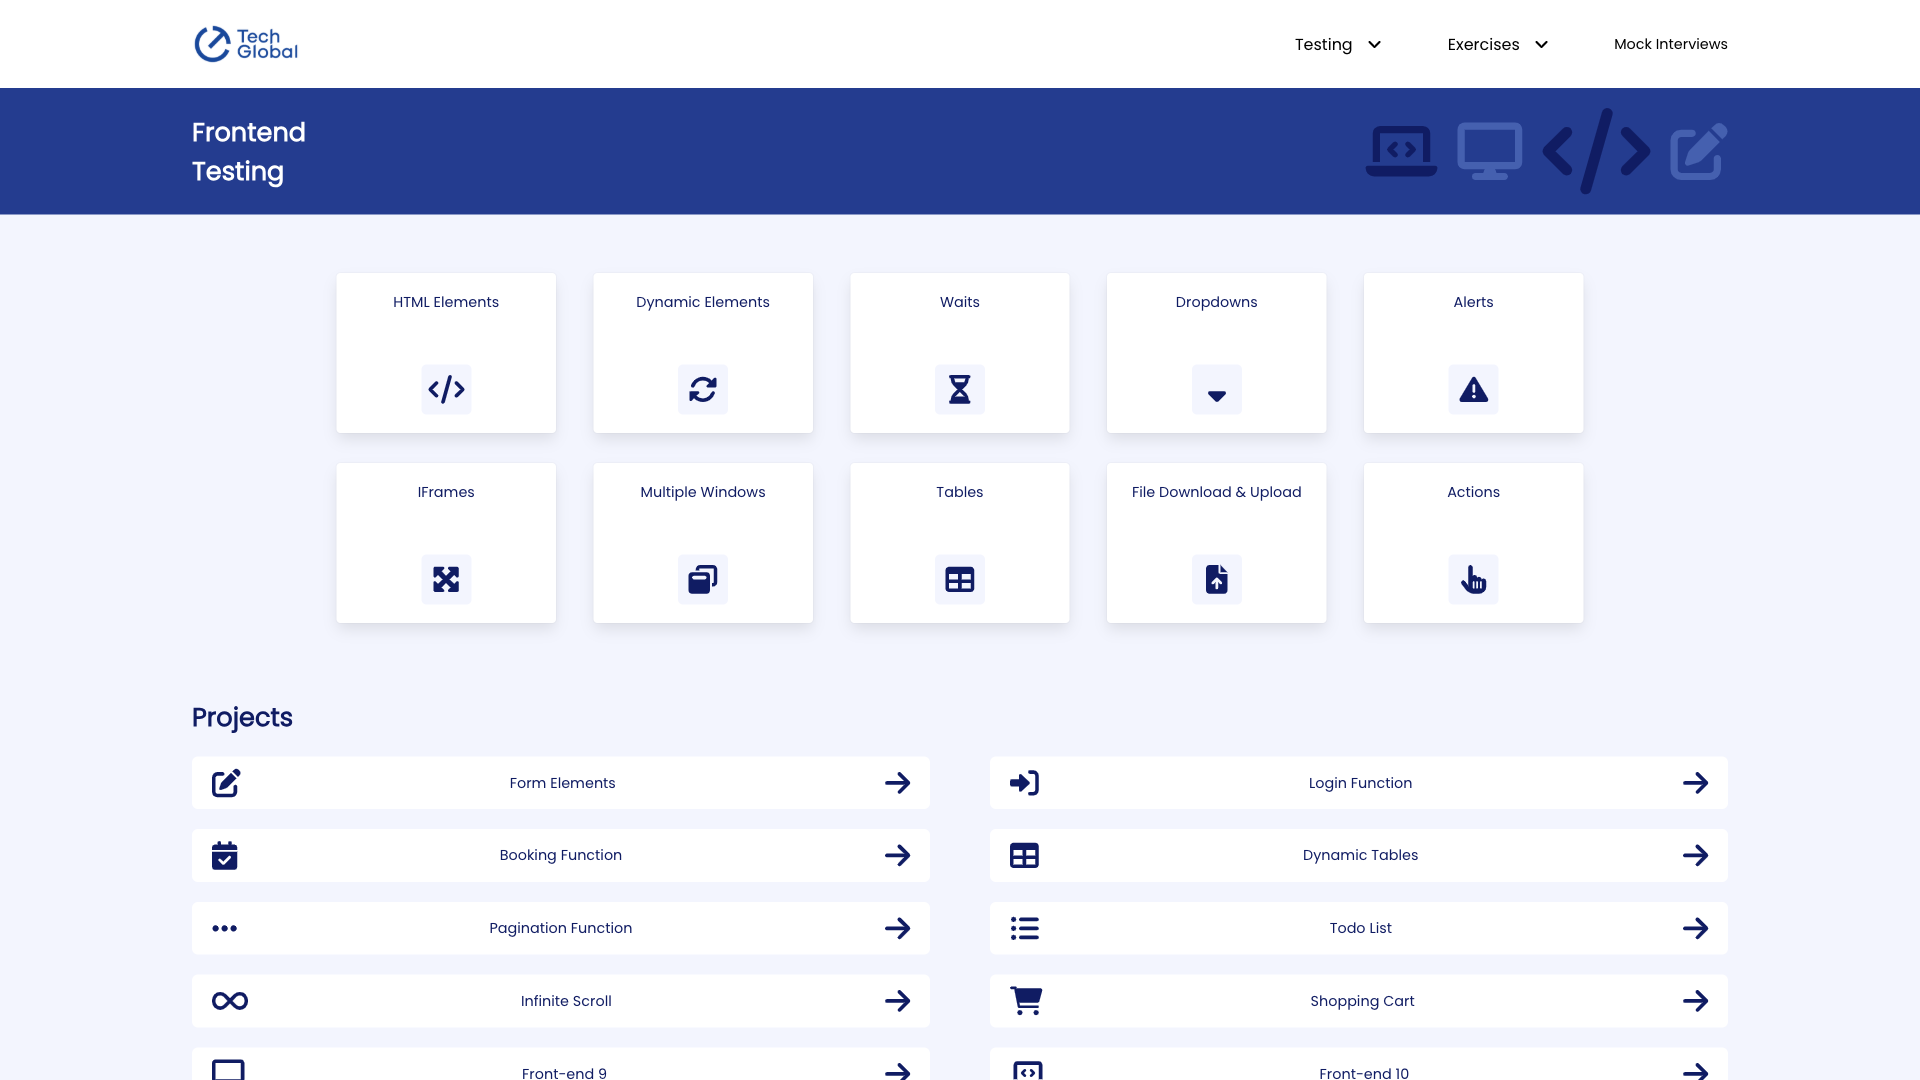 Tech
Global
Testing
Exercises
Mock Interviews
Frontend
Testing
HTML Elements
Dynamic Elements
Waits
Dropdowns
Alerts
IFrames
Multiple Windows
Tables
File Download & Upload
Actions
Projects
Form Elements
Login Function
Booking Function
Dynamic Tables
Pagination Function
Todo List
Infinite Scroll
Shopping Cart
Front-end 9
Front-end 10